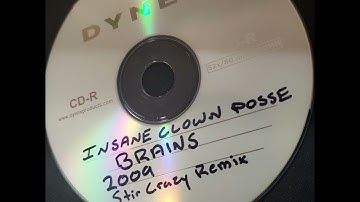 DYNE
CD-R
INSANE CLOWN POSSE
BRAINS
2009
Stir Crazy Remix